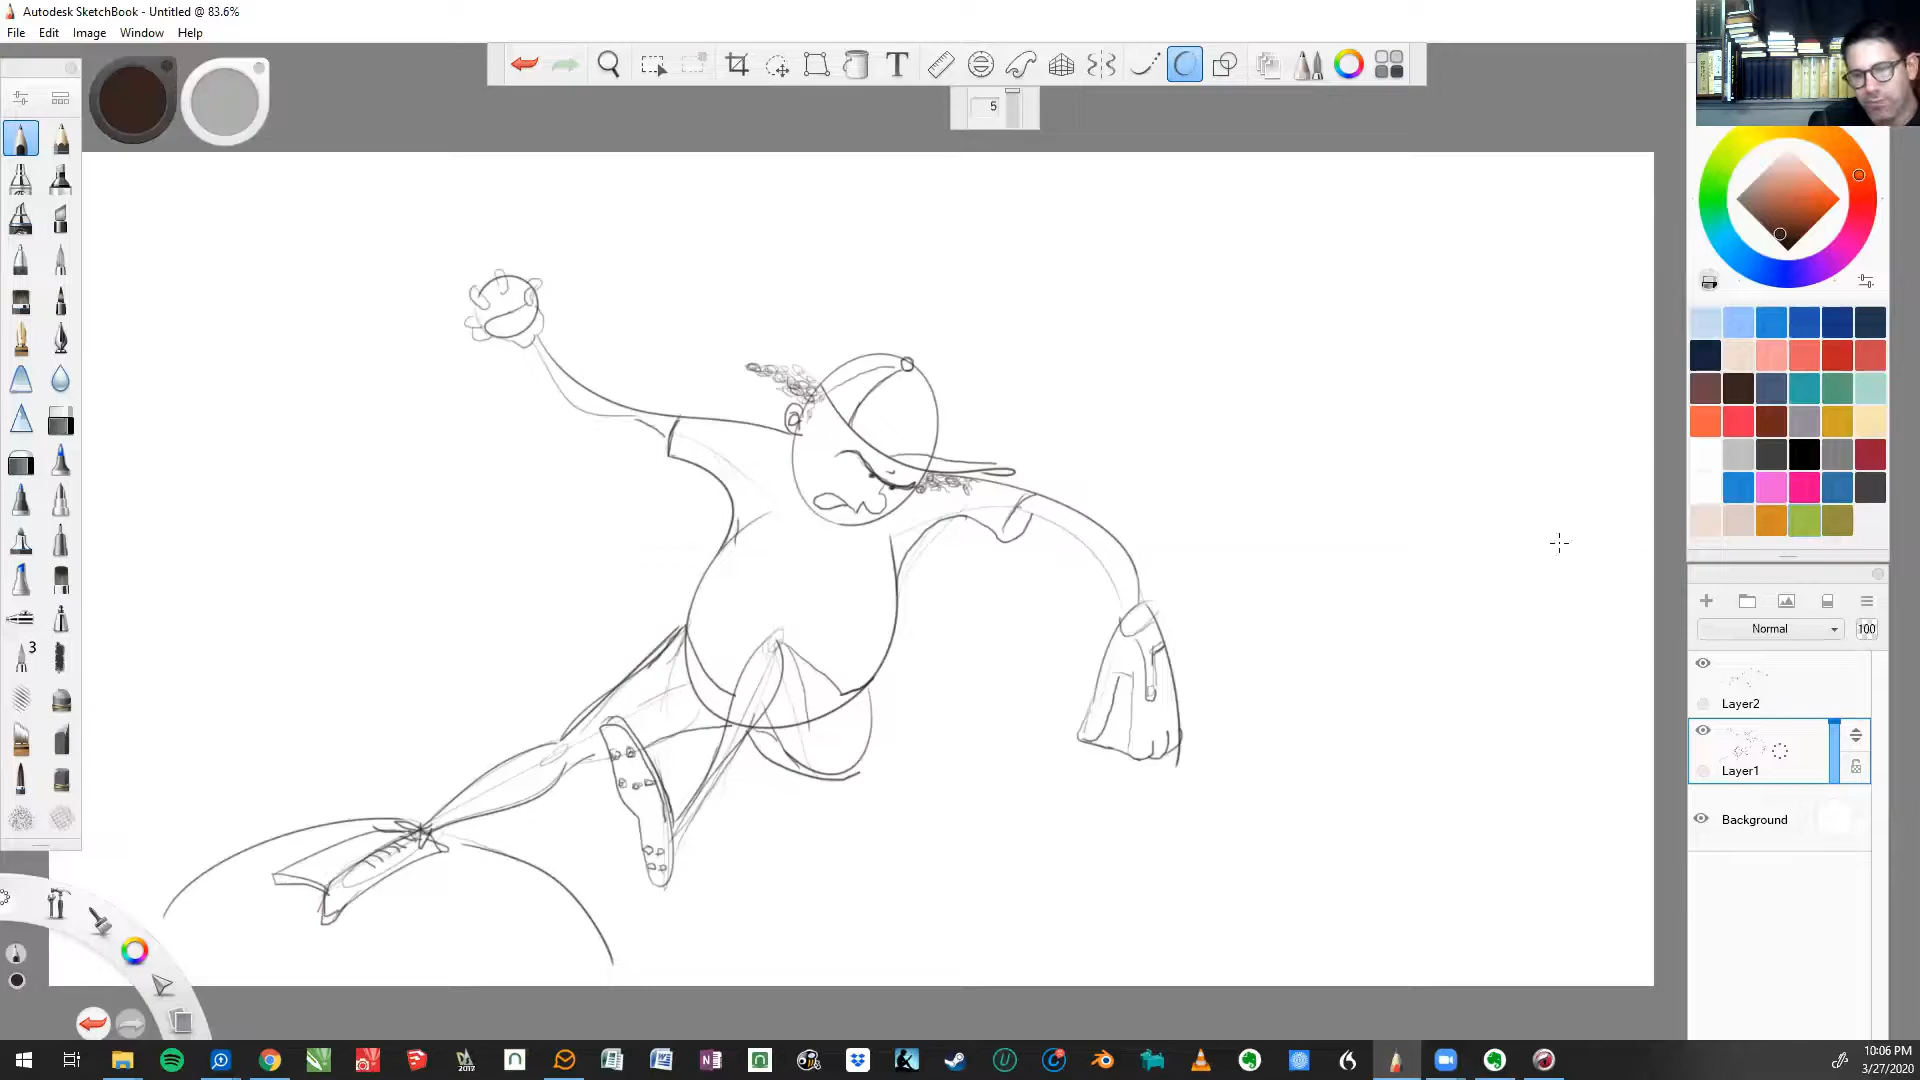 Autodesk SketchBook - Untitled @ 83.6%
File Edit Image Window Help
T
5
3
Normal 100
Layer2
Layer1
Background
2017
10:06 PM
3/27/2020